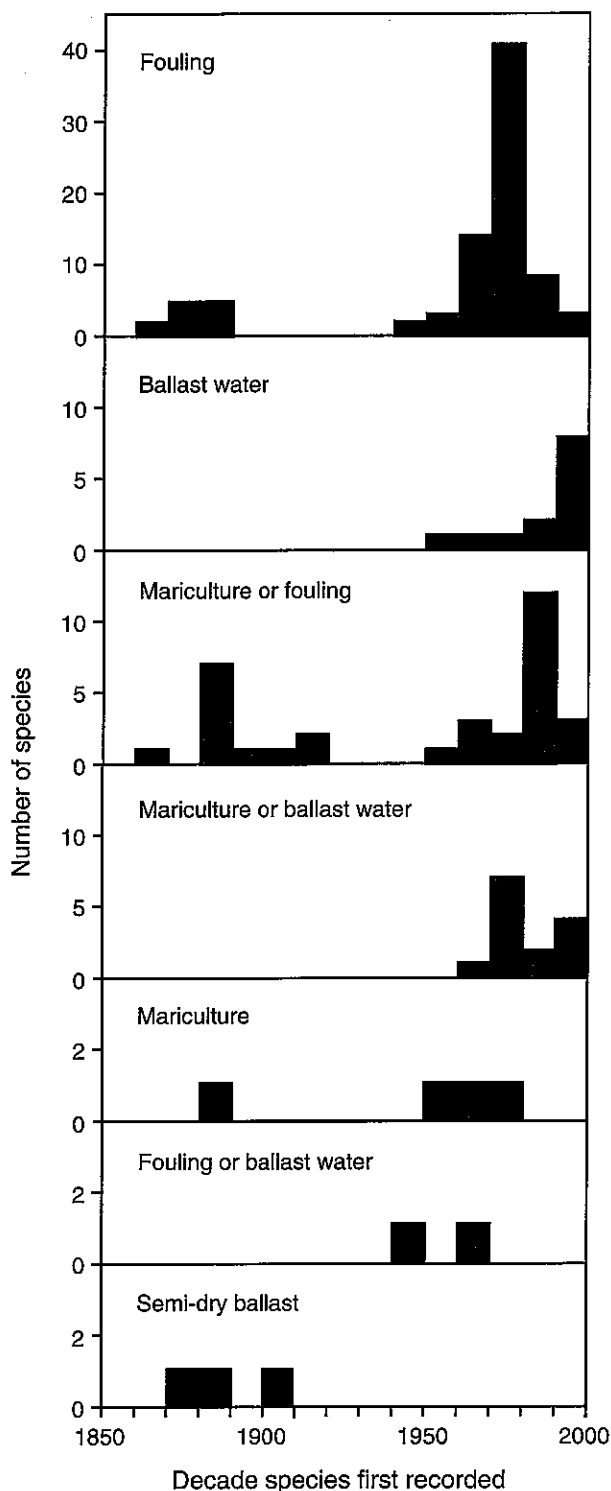 40
Fouling
30
20
10
0
Ballast water
10
5
0
Mariculture or fouling
10
5
0
Number of species
Mariculture or ballast water
10
5
0
Mariculture
2
0
Fouling or ballast water
2
0
Semi-dry ballast
2
0
1850 1900 1950 2000
Decade species first recorded